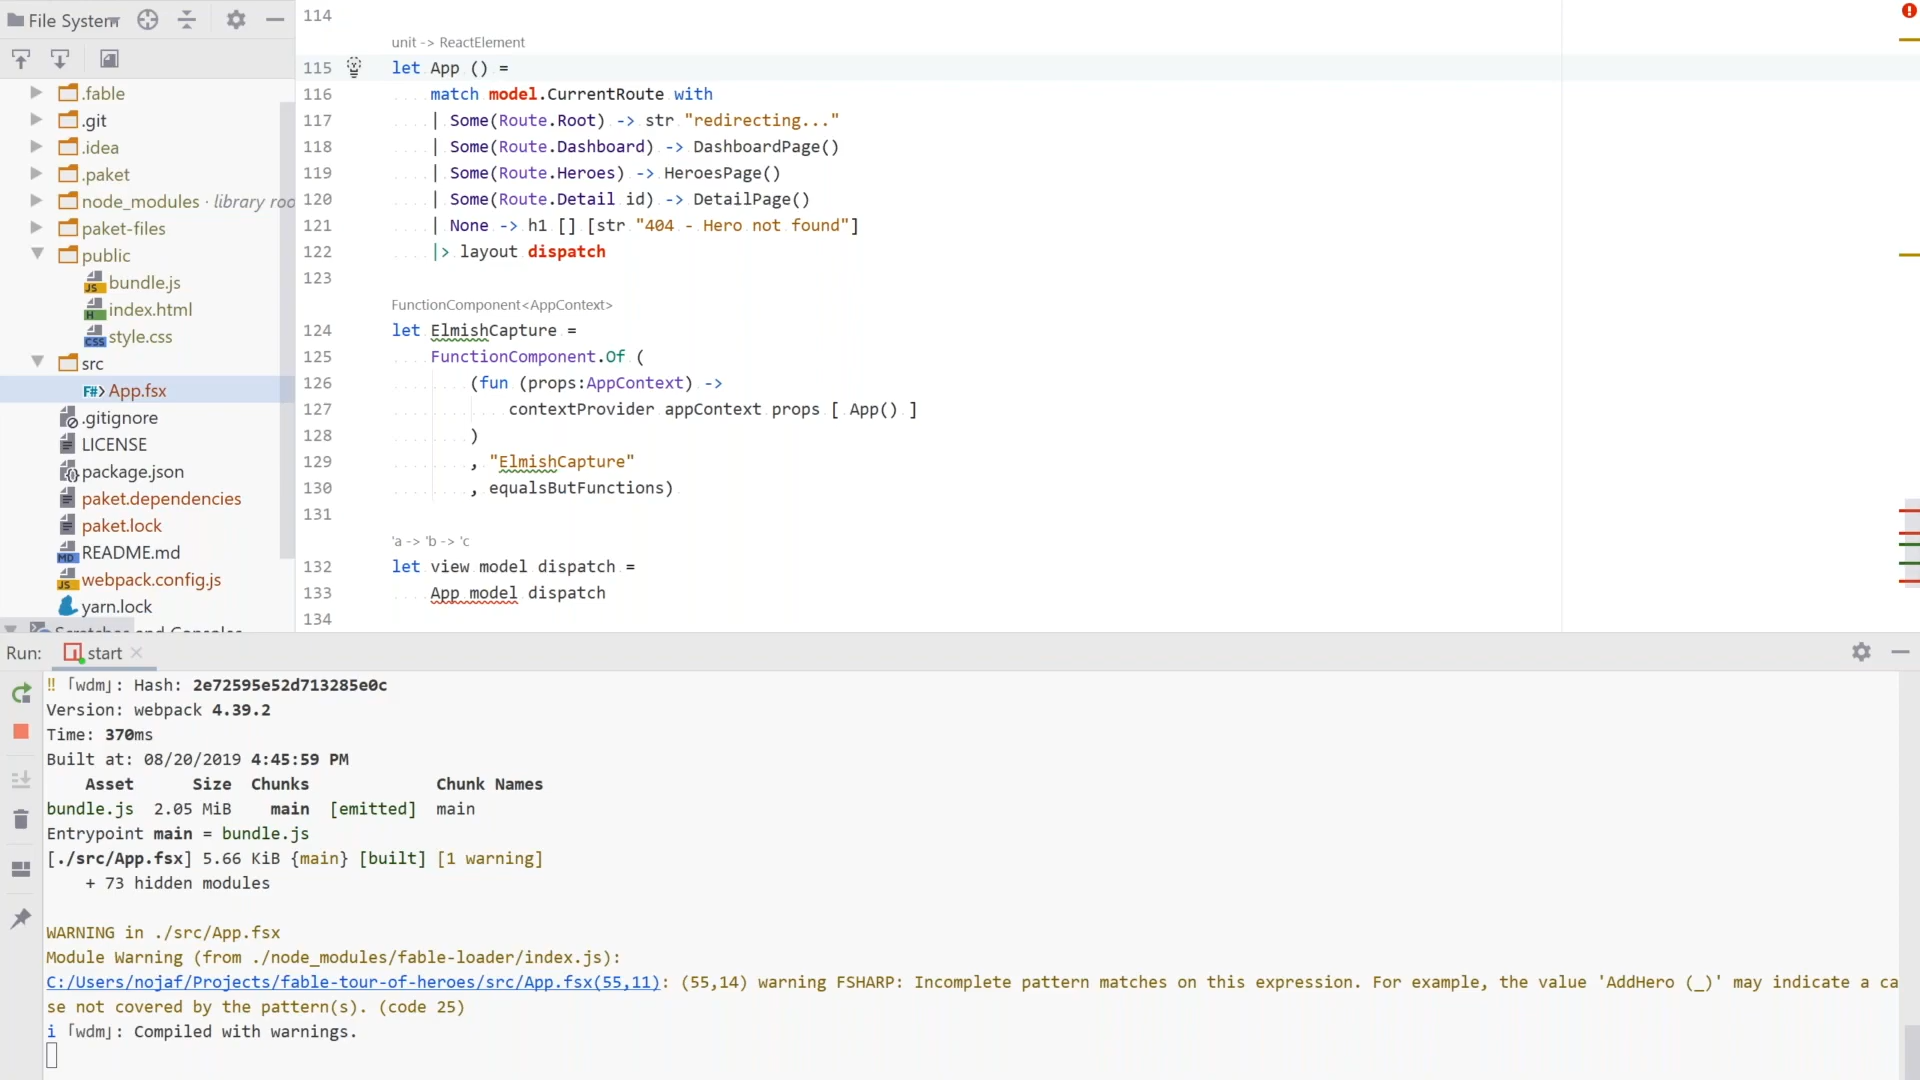 File System
.fable
.git
.idea
.paket
node_modules · library roo
paket-files
public
bundle.js
index.html
style.css
src
App.fsx
.gitignore
LICENSE
package.json
paket.dependencies
paket.lock
README.md
webpack.config.js
yarn.lock
Scratches and Consoles
114
unit -> ReactElement
115 let App () =
116 match model.CurrentRoute with
117 | Some(Route.Root) -> str "redirecting..."
118 | Some(Route.Dashboard) -> DashboardPage()
119 | Some(Route.Heroes) -> HeroesPage()
120 | Some(Route.Detail id) -> DetailPage()
121 | None -> h1 [] [str "404 - Hero not found"]
122 |> layout dispatch
123
FunctionComponent<AppContext>
124 let ElmishCapture =
125 FunctionComponent.Of (
126 (fun (props:AppContext) ->
127 contextProvider appContext props [ App() ]
128 )
129 , "ElmishCapture"
130 , equalsButFunctions)
131
'a -> 'b -> 'c
132 let view model dispatch =
133 App model dispatch
134
Run: start
‼ ｢wdm｣: Hash: 2e72595e52d713285e0c
Version: webpack 4.39.2
Time: 370ms
Built at: 08/20/2019 4:45:59 PM
Asset Size Chunks Chunk Names
bundle.js 2.05 MiB main [emitted] main
Entrypoint main = bundle.js
[./src/App.fsx] 5.66 KiB {main} [built] [1 warning]
+ 73 hidden modules
WARNING in ./src/App.fsx
Module Warning (from ./node_modules/fable-loader/index.js):
C:/Users/nojaf/Projects/fable-tour-of-heroes/src/App.fsx(55,11): (55,14) warning FSHARP: Incomplete pattern matches on this expression. For example, the value 'AddHero (_)' may indicate a ca
se not covered by the pattern(s). (code 25)
i ｢wdm｣: Compiled with warnings.